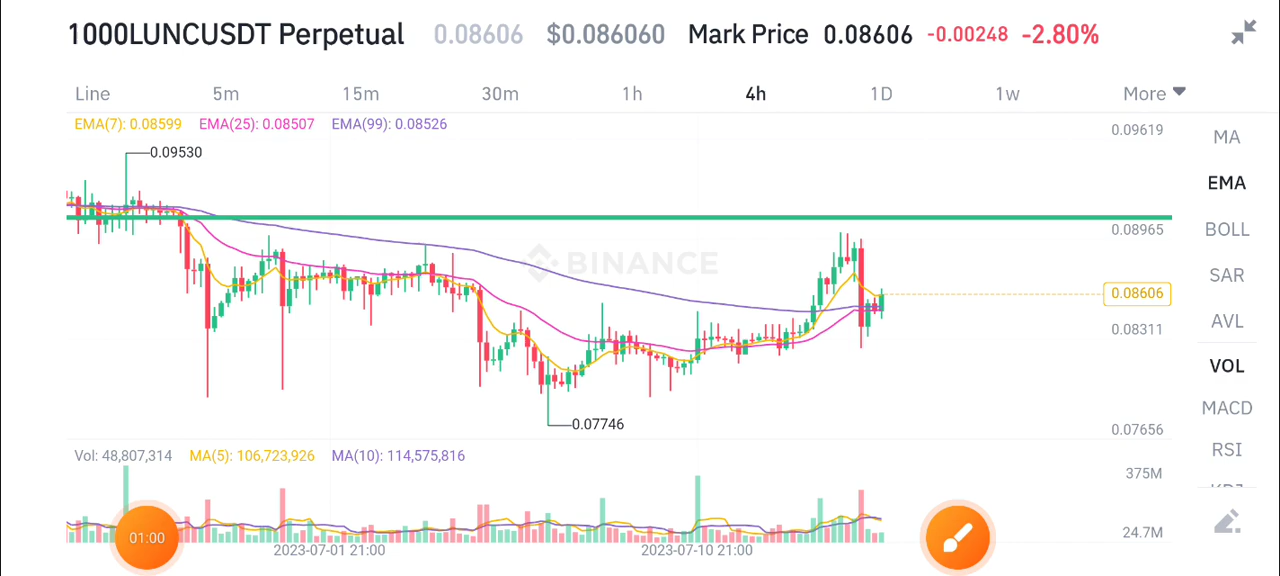 1000LUNCUSDT Perpetual 0.08606 $0.086060 Mark Price 0.08606 -0.00248 -2.80%
Line 5m 15m 30m 1h 4h 1D 1w More
EMA(7): 0.08599 EMA(25): 0.08507 EMA(99): 0.08526
0.09619
MA
0.09530
EMA
0.08965
BOLL
BINANCE
SAR
0.08606
AVL
0.08311
VOL
MACD
0.07746
0.07656
RSI
Vol: 48,807,314 MA(5): 106,723,926 MA(10): 114,575,816
375M
24.7M
01:00
2023-07-01 21:00 2023-07-10 21:00